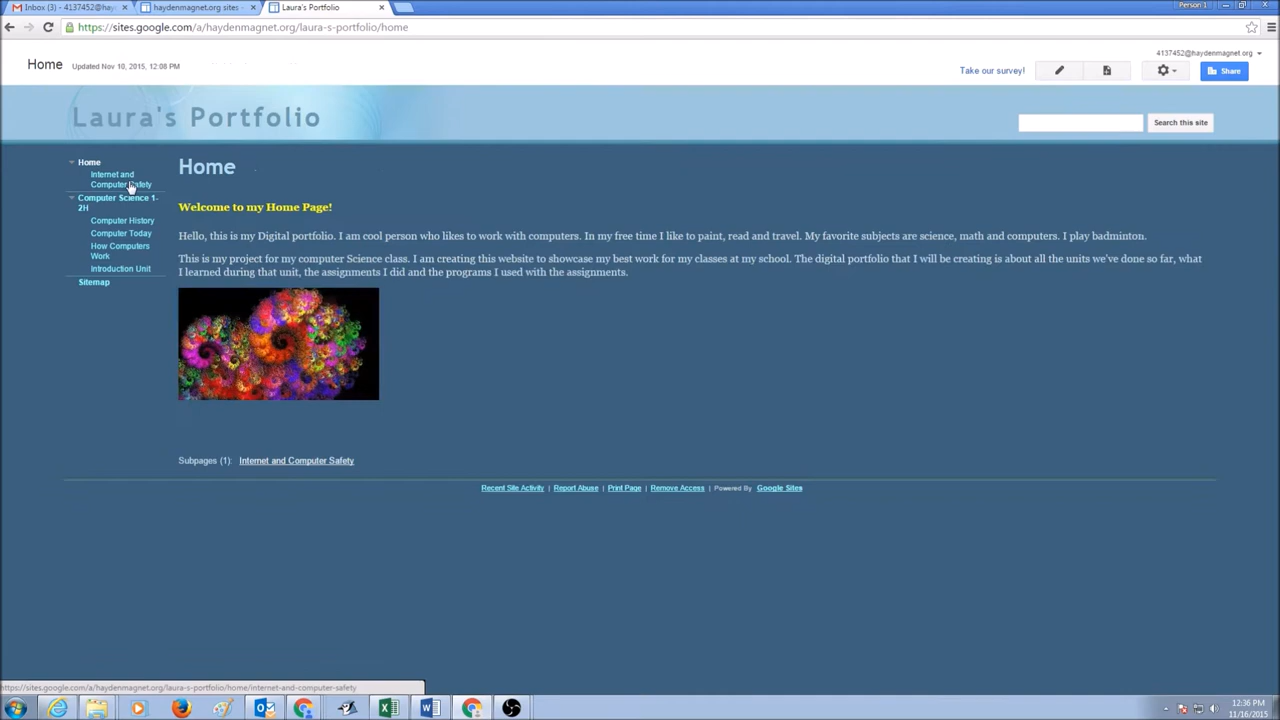 Inbox (3) - 4137452@hay
haydenmagnet.org sites -
Laura's Portfolio
Person 1
https://sites.google.com/a/haydenmagnet.org/laura-s-portfolio/home
4137452@haydenmagnet.org
Home Updated Nov 10, 2015, 12:08 PM
Take our survey!
Share
Laura's Portfolio
Search this site
Home
Internet and
Computer Safety
Computer Science 1-
2H
Computer History
Computer Today
How Computers
Work
Introduction Unit
Sitemap
Home
Welcome to my Home Page!
Hello, this is my Digital portfolio. I am cool person who likes to work with computers. In my free time I like to paint, read and travel. My favorite subjects are science, math and computers. I play badminton.
This is my project for my computer Science class. I am creating this website to showcase my best work for my classes at my school. The digital portfolio that I will be creating is about all the units we've done so far, what
I learned during that unit, the assignments I did and the programs I used with the assignments.
Subpages (1): Internet and Computer Safety
Recent Site Activity | Report Abuse | Print Page | Remove Access | Powered By Google Sites
https://sites.google.com/a/haydenmagnet.org/laura-s-portfolio/home/internet-and-computer-safety
12:36 PM
11/16/2015